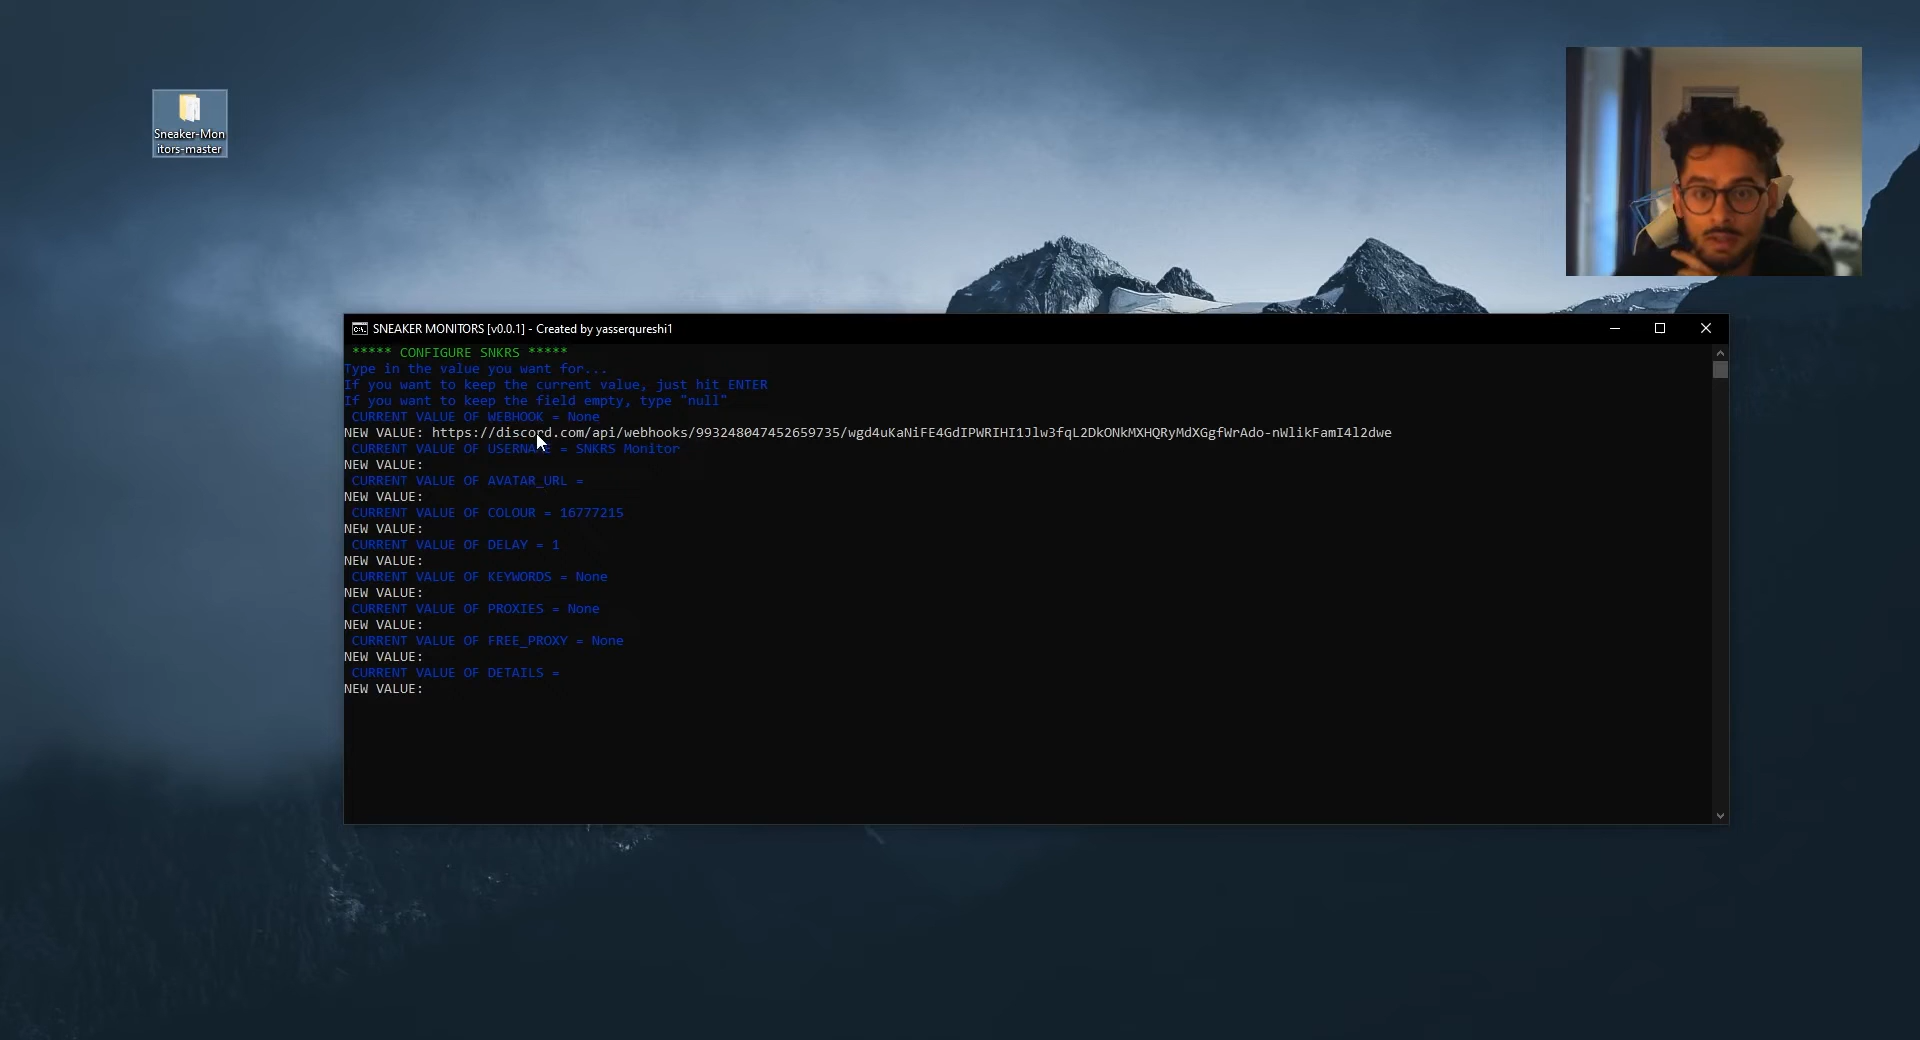 Sneaker-Mon
itors-master
SNEAKER MONITORS [v0.0.1] - Created by yasserqureshi1
***** CONFIGURE SNKRS *****
Type in the value you want for...
If you want to keep the current value, just hit ENTER
If you want to keep the field empty, type "null"
CURRENT VALUE OF WEBHOOK = None
NEW VALUE: https://discord.com/api/webhooks/993248047452659735/wgd4uKaNiFE4GdIPWRIHI1Jlw3fqL2DkONkMXHQRyMdXGgfWrAdo-nWlikFamI4l2dwe
CURRENT VALUE OF USERNAME = SNKRS Monitor
NEW VALUE:
CURRENT VALUE OF AVATAR_URL =
NEW VALUE:
CURRENT VALUE OF COLOUR = 16777215
NEW VALUE:
CURRENT VALUE OF DELAY = 1
NEW VALUE:
CURRENT VALUE OF KEYWORDS = None
NEW VALUE:
CURRENT VALUE OF PROXIES = None
NEW VALUE:
CURRENT VALUE OF FREE_PROXY = None
NEW VALUE:
CURRENT VALUE OF DETAILS =
NEW VALUE: